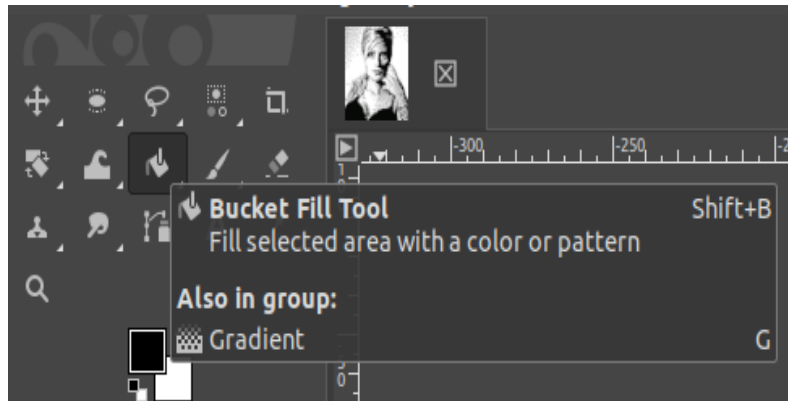 -300
-250
Bucket Fill Tool
Shift+B
Fill selected area with a color or pattern
Also in group:
Gradient
G